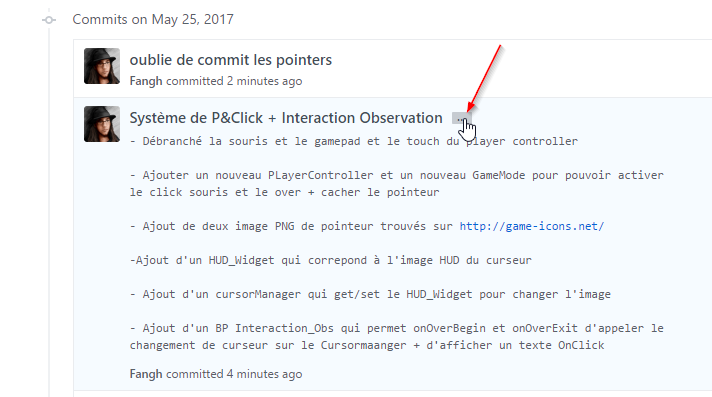 Commits on May 25, 2017
oublie de commit les pointers
Fangh committed 2 minutes ago
Système de P&Click + Interaction Observation ...
- Débranché la souris et le gamepad et le touch du player controller
- Ajouter un nouveau PLayerController et un nouveau GameMode pour pouvoir activer
le click souris et le over + cacher le pointeur
- Ajout de deux image PNG de pointeur trouvés sur http://game-icons.net/
-Ajout d'un HUD_Widget qui correpond à l'image HUD du curseur
- Ajout d'un cursorManager qui get/set le HUD_Widget pour changer l'image
- Ajout d'un BP Interaction_Obs qui permet onOverBegin et onOverExit d'appeler le
changement de curseur sur le Cursormaanger + d'afficher un texte OnClick
Fangh committed 4 minutes ago